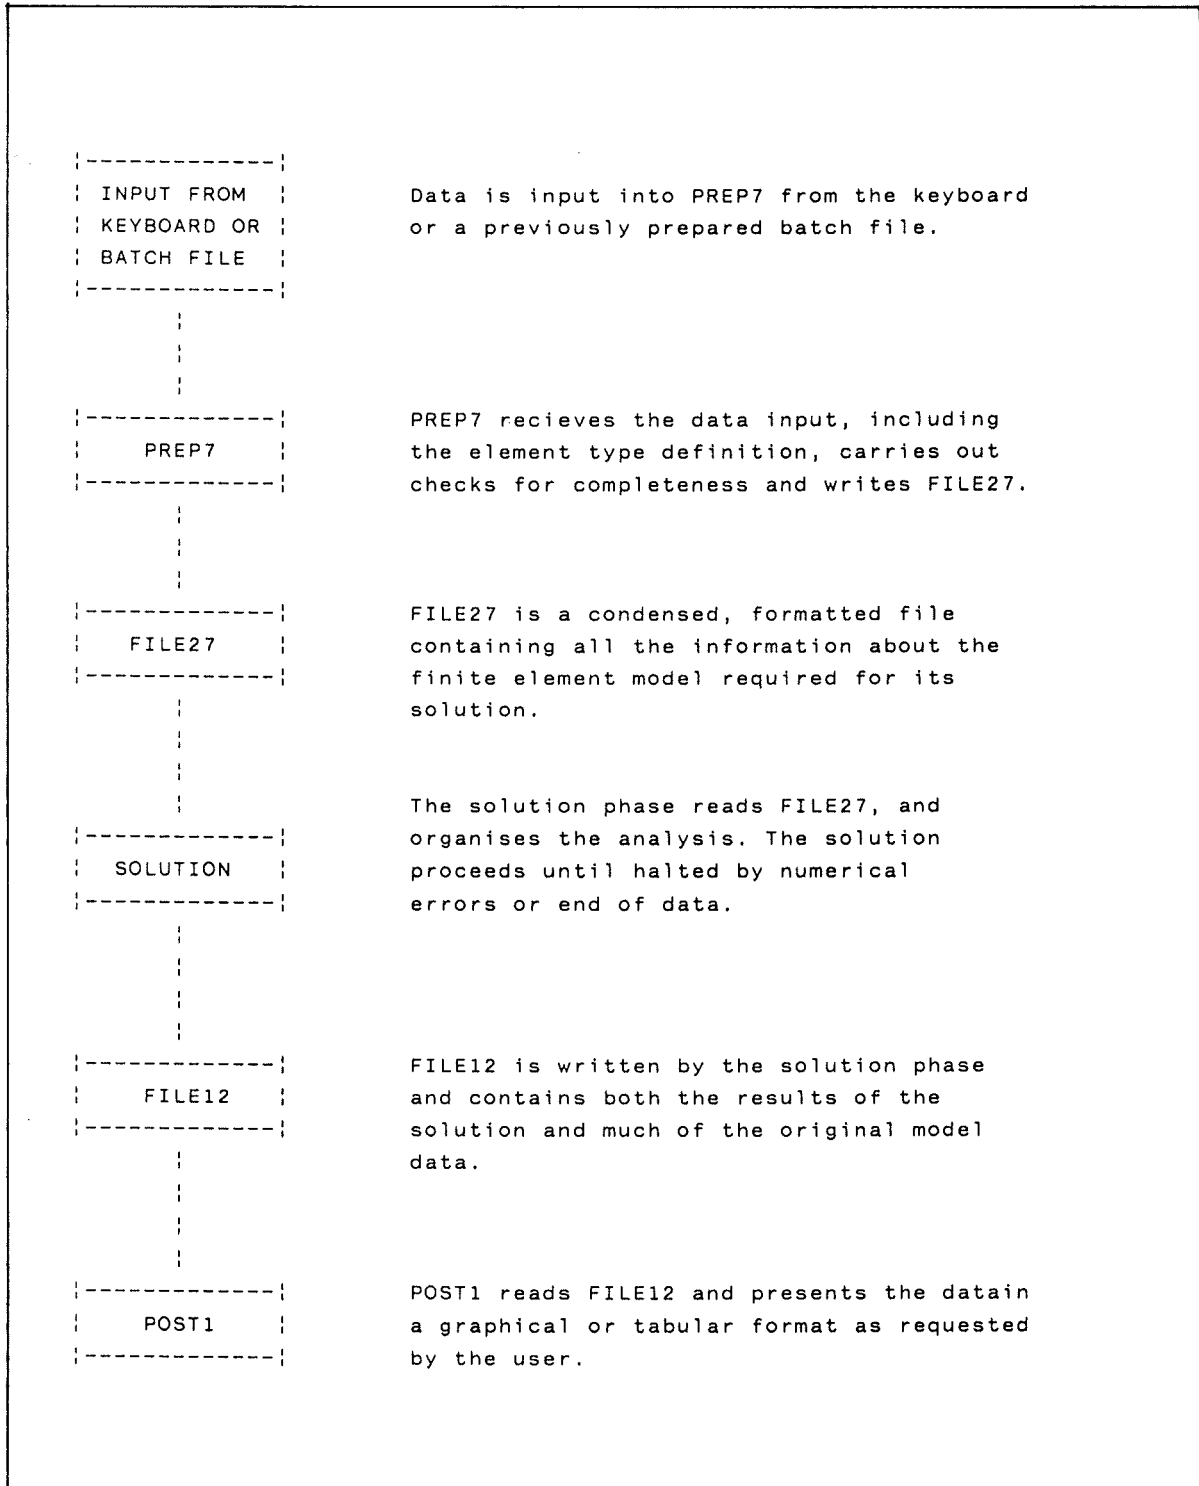 INPUT FROM
KEYBOARD OR
BATCH FILE
Data is input into PREP7 from the keyboard
or a previously prepared batch file.
PREP7
PREP7 recieves the data input, including
the element type definition, carries out
checks for completeness and writes FILE27.
FILE27
FILE27 is a condensed, formatted file
containing all the information about the
finite element model required for its
solution.
SOLUTION
The solution phase reads FILE27, and
organises the analysis. The solution
proceeds until halted by numerical
errors or end of data.
FILE12
FILE12 is written by the solution phase
and contains both the results of the
solution and much of the original model
data.
POST1
POST1 reads FILE12 and presents the datain
a graphical or tabular format as requested
by the user.